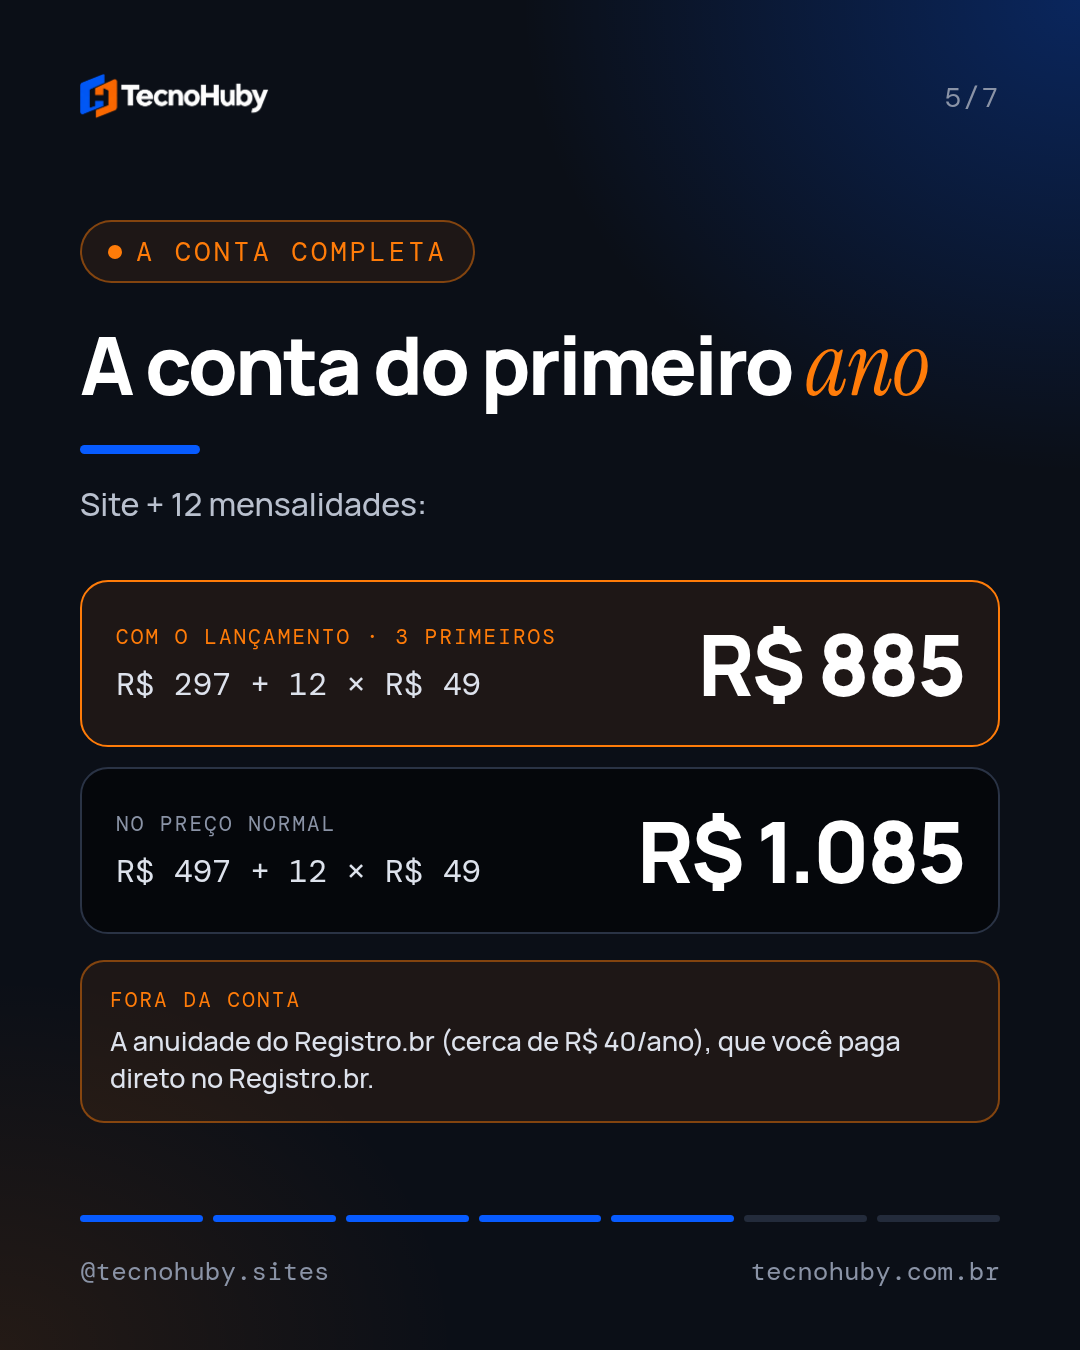 TecnoHuby
5/7
A CONTA COMPLETA
A conta do primeiro ano
Site + 12 mensalidades:
COM O LANÇAMENTO · 3 PRIMEIROS
R$ 297 + 12 × R$ 49
R$ 885
NO PREÇO NORMAL
R$ 497 + 12 × R$ 49
R$ 1.085
FORA DA CONTA
A anuidade do Registro.br (cerca de R$ 40/ano), que você paga
direto no Registro.br.
@tecnohuby.sites
tecnohuby.com.br